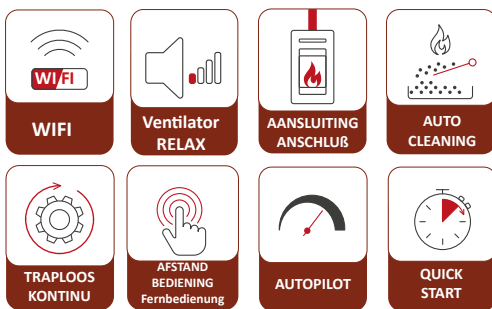 WIFI
WIFI
Ventilator
RELAX
AANSLUITING
ANSCHLUß
AUTO
CLEANING
TRAPLOOS
KONTINU
AFSTAND
BEDIENING
Fernbedienung
AUTOPILOT
QUICK
START